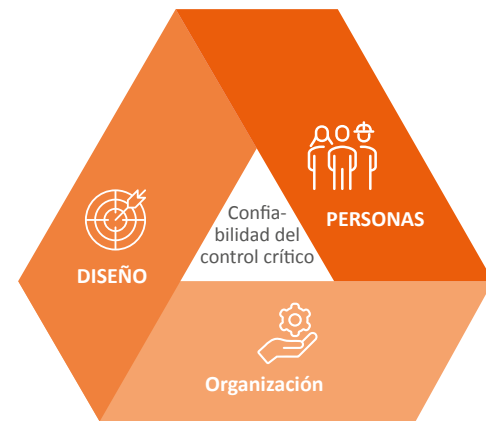 Confia-
bilidad del
control crítico
PERSONAS
DISEÑO
Organización